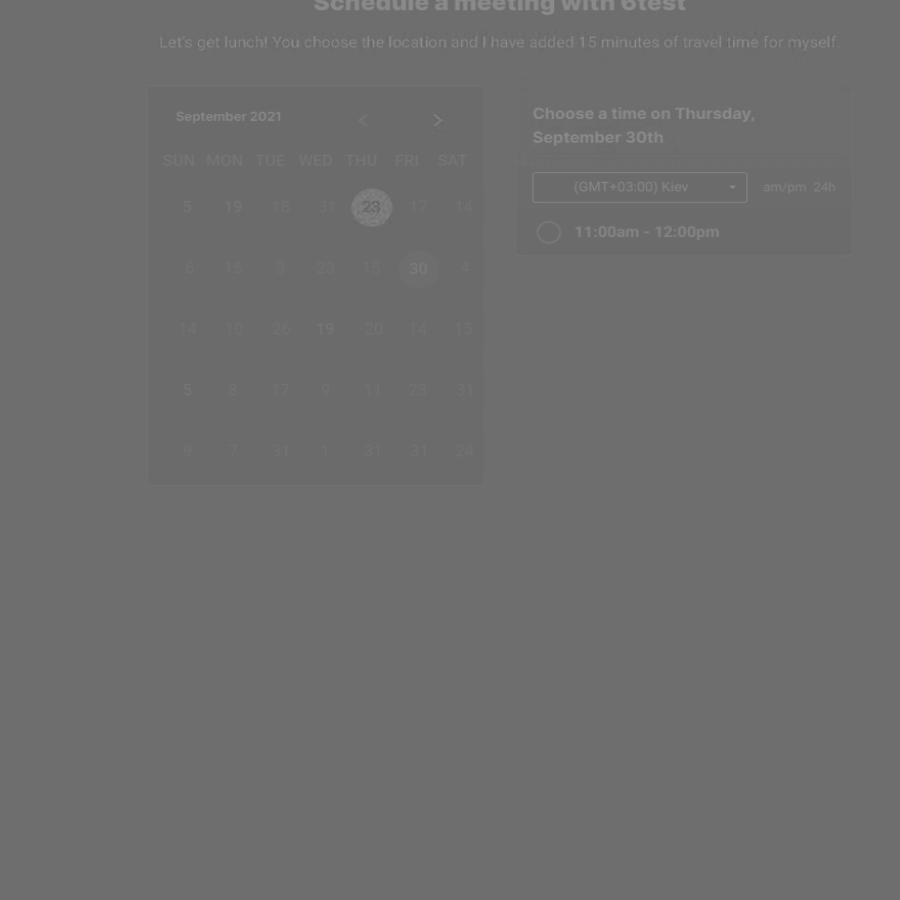 Schedule a meeting with 6test
Let's get lunch! You choose the location and I have added 15 minutes of travel time for myself.
September 2021 < >
SUN MON TUE WED THU FRI SAT
5 19 18 31 23 17 14
6 15 3 23 15 30 4
14 10 26 19 20 14 15
5 8 17 9 11 23 31
9 7 31 1 31 31 24
Choose a time on Thursday,
September 30th
(GMT+03:00) Kiev am/pm 24h
11:00am - 12:00pm